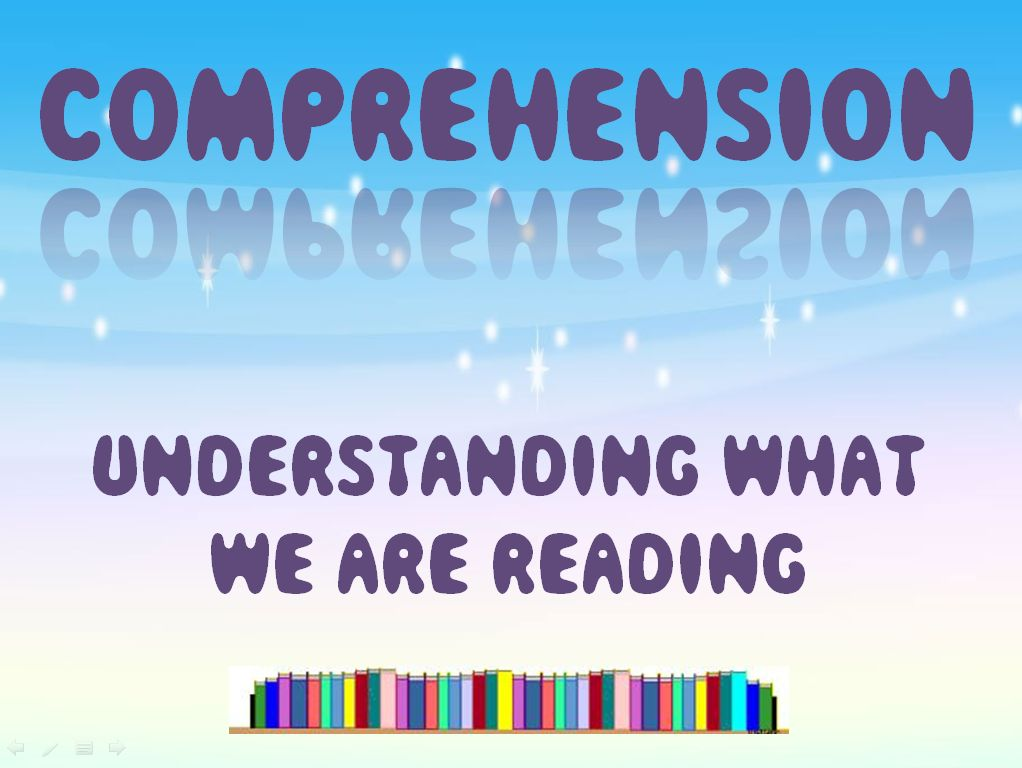 COMPREHENSION
UNDERSTANDING WHAT
WE ARE READING